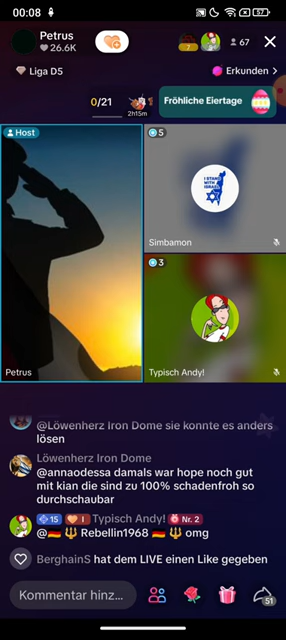 00:08
57
Petrus
26.6K
7
67
Liga D5
Erkunden >
0/21
2h15m
Fröhliche Eiertage
Host
5
I STAND
WITH
ISRAEL
Simbamon
3
Petrus
Typisch Andy!
@Löwenherz Iron Dome sie konnte es anders
lösen
Löwenherz Iron Dome
@annaodessa damals war hope noch gut
mit kian die sind zu 100% schadenfroh so
durchschaubar
15 I Typisch Andy! Nr. 2
@🇩🇪 🔱 Rebellin1968 🇩🇪 🔱 omg
BerghainS hat dem LIVE einen Like gegeben
Kommentar hinz...
51